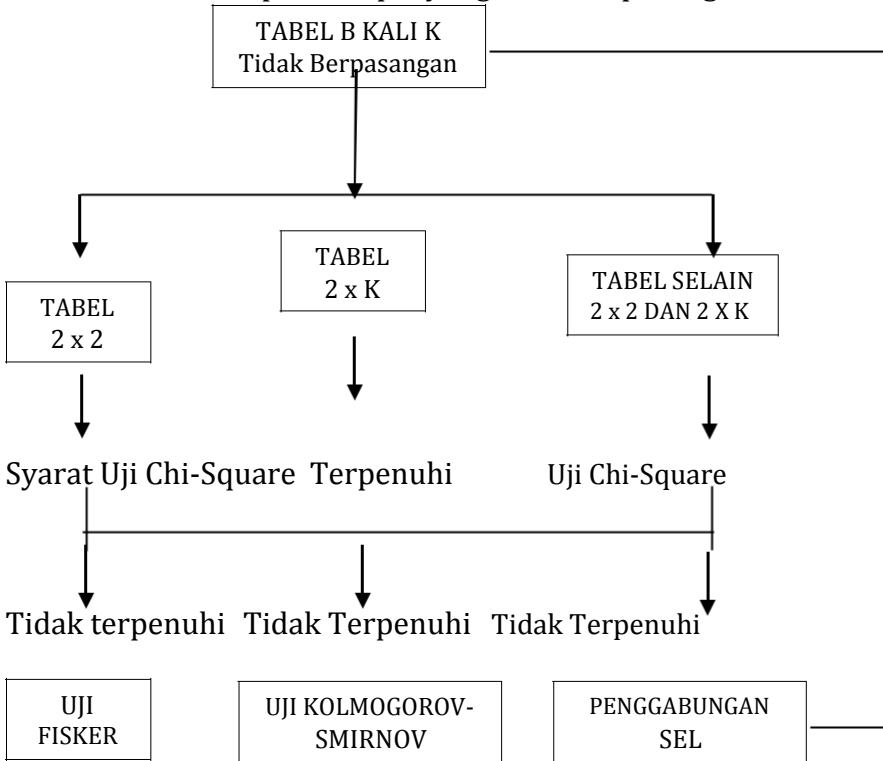 TABEL B KALI K
Tidak Berpasangan
TABEL
2 x 2
TABEL
2 x K
TABEL SELAIN
2 x 2 DAN 2 X K
Syarat Uji Chi-Square Terpenuhi
Uji Chi-Square
Tidak terpenuhi
Tidak Terpenuhi
Tidak Terpenuhi
UJI
FISKER
UJI KOLMOGOROV-
SMIRNOV
PENGGABUNGAN
SEL